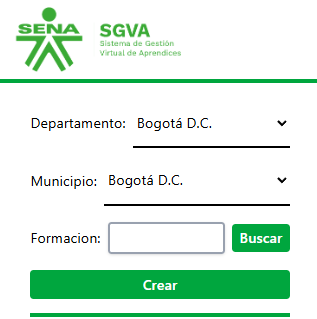 SENA
SGVA
Sistema de Gestión
Virtual de Aprendices
Departamento: Bogotá D.C.
Municipio: Bogotá D.C.
Formacion: Buscar
Crear